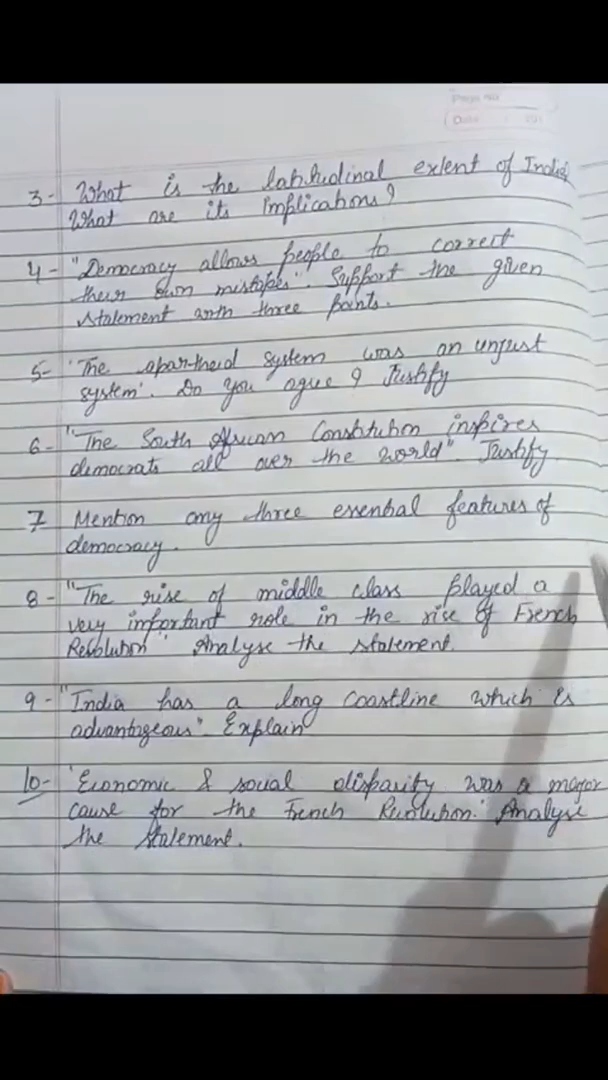 Page No.
Date
3- What is the latitudinal extent of India
What are its implications?
4- "Democracy allows people to correct
their own mistakes". Support the given
statement with three points.
5- 'The apartheid system was an unjust
system'. Do you agree? Justify
6- "The South African Constitution inspires
democrats all over the world" Justify
7 Mention any three essential features of
democracy.
8- "The rise of middle class played a
very important role in the rise of French
Revolution" Analyse the statement.
9- "India has a long coastline which is
advantageous". Explain
10- 'Economic & social disparity was a major
cause for the French Revolution.' Analyse
the statement.